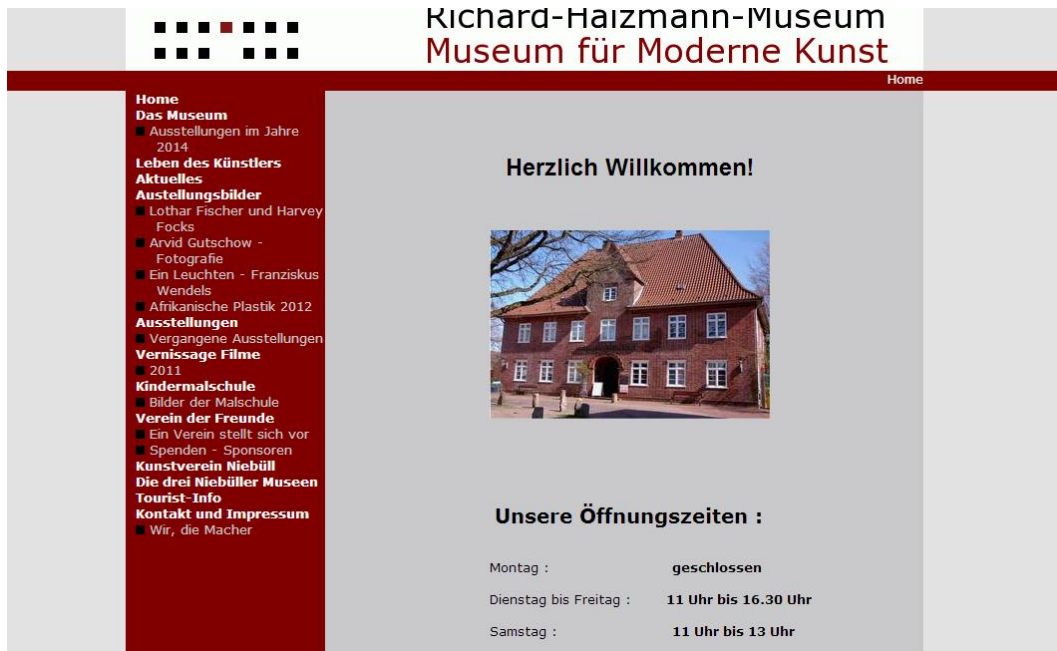 Richard-Haizmann-Museum
Museum für Moderne Kunst
Home
Home
Das Museum
Ausstellungen im Jahre
2014
Leben des Künstlers
Aktuelles
Austellungsbilder
Lothar Fischer und Harvey
Focks
Arvid Gutschow -
Fotografie
Ein Leuchten - Franziskus
Wendels
Afrikanische Plastik 2012
Ausstellungen
Vergangene Ausstellungen
Vernissage Filme
2011
Kindermalschule
Bilder der Malschule
Verein der Freunde
Ein Verein stellt sich vor
Spenden - Sponsoren
Kunstverein Niebüll
Die drei Niebüller Museen
Tourist-Info
Kontakt und Impressum
Wir, die Macher
Herzlich Willkommen!
Unsere Öffnungszeiten :
Montag : geschlossen
Dienstag bis Freitag : 11 Uhr bis 16.30 Uhr
Samstag : 11 Uhr bis 13 Uhr